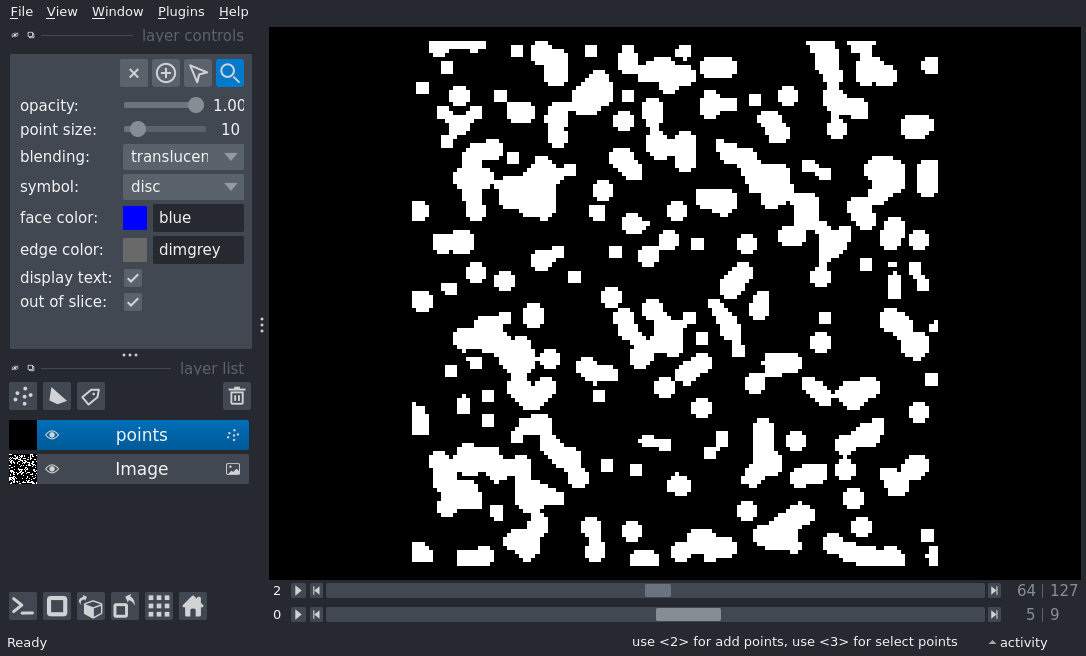 File View Window Plugins Help
layer controls
opacity: 1.00
point size: 10
blending: translucen
symbol: disc
face color: blue
edge color: dimgrey
display text:
out of slice:
layer list
points
Image
2 64 | 127
0 5 | 9
Ready use <2> for add points, use <3> for select points activity